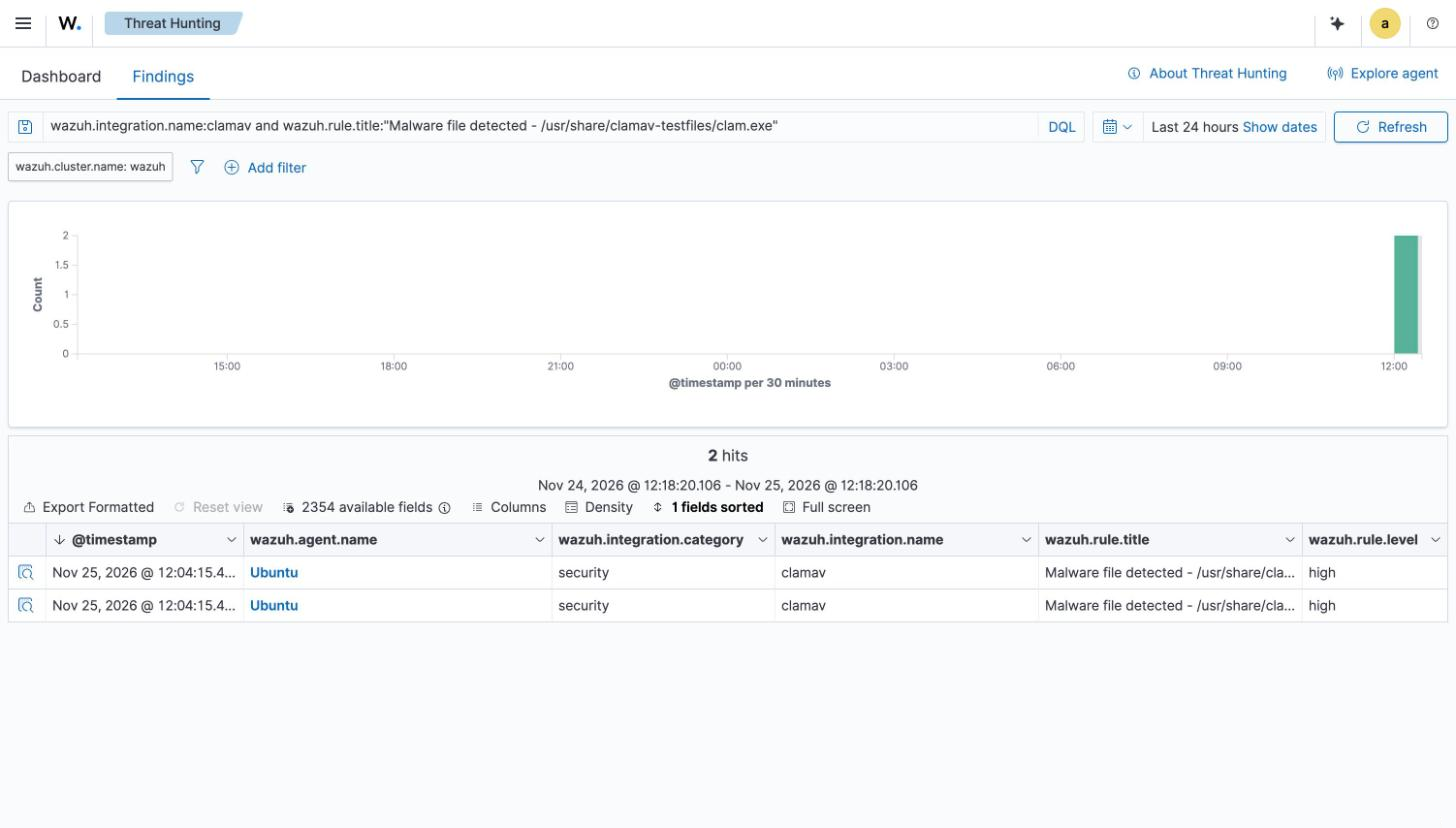 W. Threat Hunting a
Dashboard Findings About Threat Hunting Explore agent
wazuh.integration.name:clamav and wazuh.rule.title:"Malware file detected - /usr/share/clamav-testfiles/clam.exe" DQL Last 24 hours Show dates Refresh
wazuh.cluster.name: wazuh Add filter
2
1.5
1
0.5
0
Count
15:00 18:00 21:00 00:00 03:00 06:00 09:00 12:00
@timestamp per 30 minutes
2 hits
Nov 24, 2026 @ 12:18:20.106 - Nov 25, 2026 @ 12:18:20.106
Export Formatted Reset view 2354 available fields Columns Density 1 fields sorted Full screen
@timestamp wazuh.agent.name wazuh.integration.category wazuh.integration.name wazuh.rule.title wazuh.rule.level
Nov 25, 2026 @ 12:04:15.4... Ubuntu security clamav Malware file detected - /usr/share/cla... high
Nov 25, 2026 @ 12:04:15.4... Ubuntu security clamav Malware file detected - /usr/share/cla... high